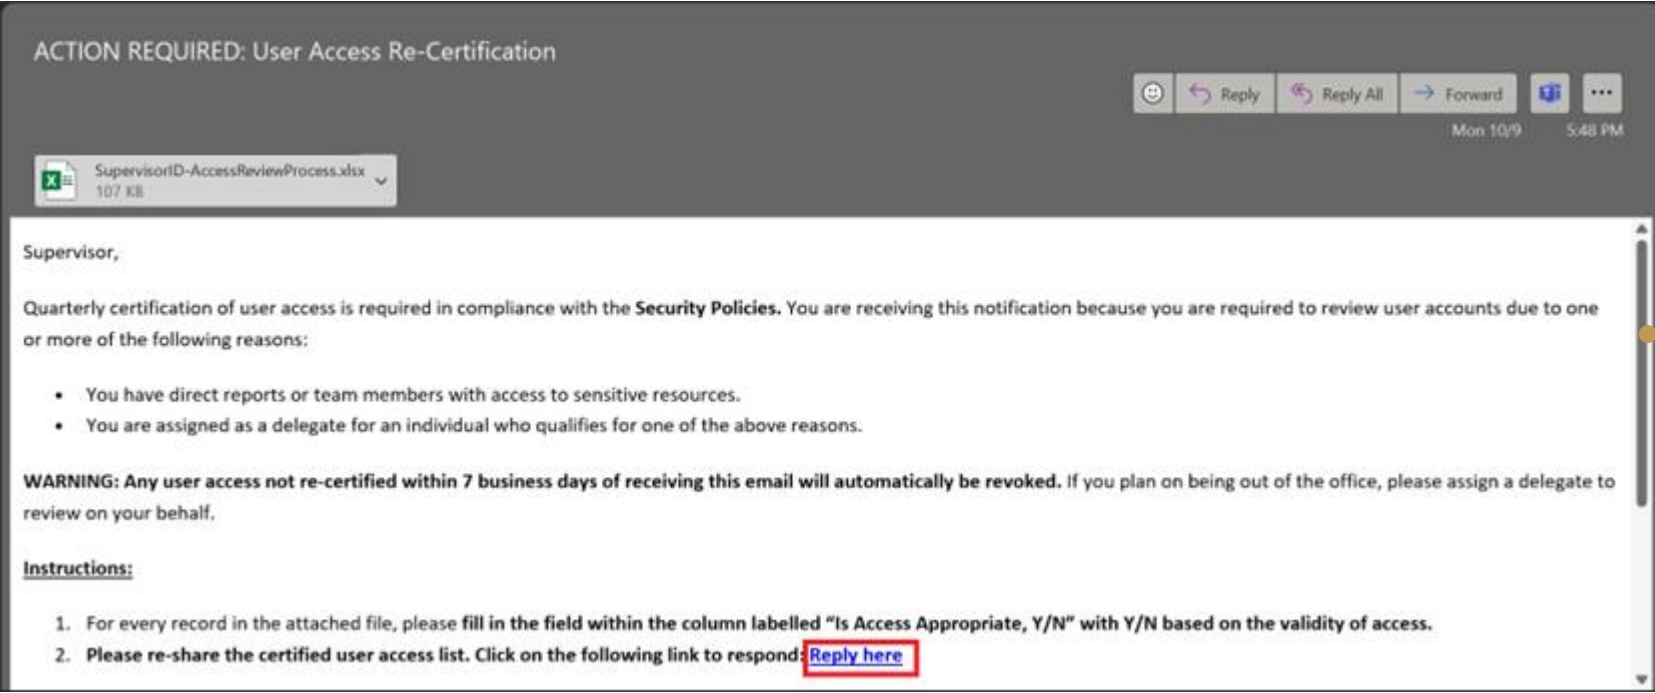 ACTION REQUIRED: User Access Re-Certification
Reply
Reply All
Forward
Mon 10/9 5:48 PM
SupervisorID-AccessReviewProcess.xlsx
107 KB
Supervisor,
Quarterly certification of user access is required in compliance with the Security Policies. You are receiving this notification because you are required to review user accounts due to one
or more of the following reasons:
• You have direct reports or team members with access to sensitive resources.
• You are assigned as a delegate for an individual who qualifies for one of the above reasons.
WARNING: Any user access not re-certified within 7 business days of receiving this email will automatically be revoked. If you plan on being out of the office, please assign a delegate to
review on your behalf.
Instructions:
1. For every record in the attached file, please fill in the field within the column labelled “Is Access Appropriate, Y/N” with Y/N based on the validity of access.
2. Please re-share the certified user access list. Click on the following link to respond: Reply here